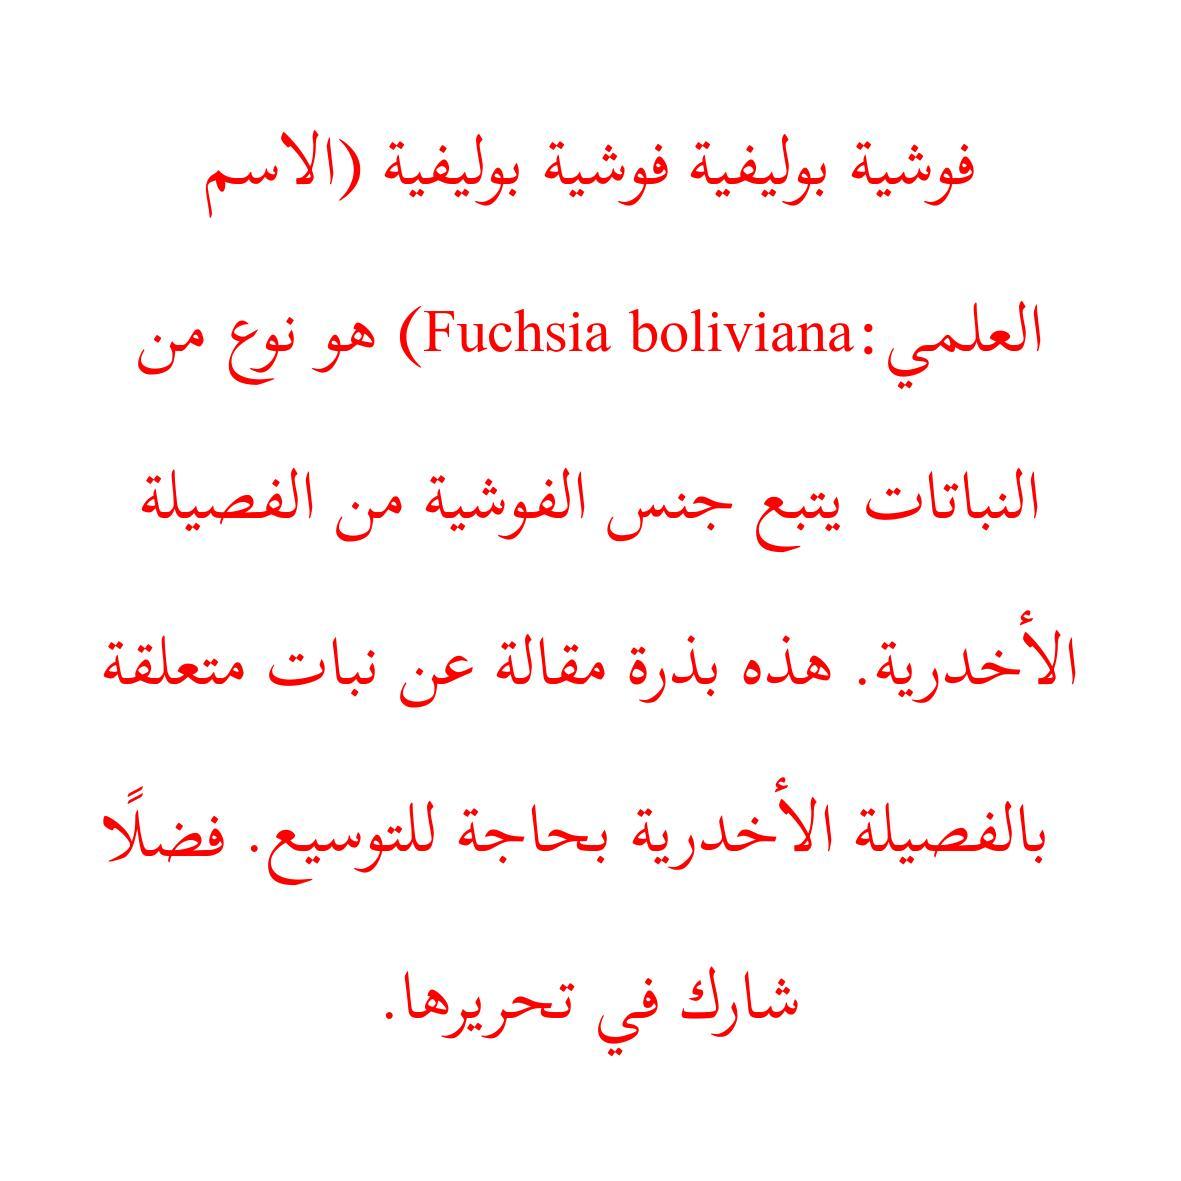 فوشية بوليفية فوشية بوليفية (الاسم
العلمي:Fuchsia boliviana) هو نوع من
النباتات يتبع جنس الفوشية من الفصيلة
الأخدرية. هذه بذرة مقالة عن نبات متعلقة
بالفصيلة الأخدرية بحاجة للتوسيع. فضلًا
شارك في تحريرها.